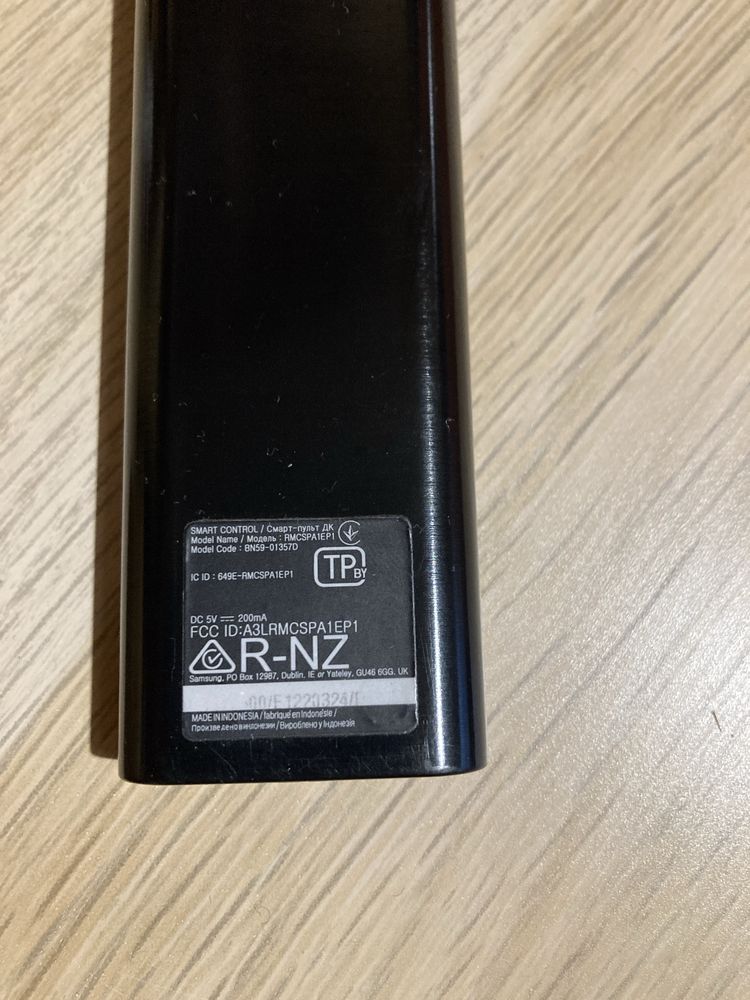 SMART CONTROL / Смарт-пульт ДК
Model Name / Модель : RMCSPA1EP1
Model Code : BN59-01357D
TP BY
IC ID : 649E-RMCSPA1EP1
DC 5V ⎓ 200mA
FCC ID:A3LRMCSPA1EP1
R-NZ
Samsung, PO Box 12987, Dublin. IE or Yateley, GU46 6GG. UK
MADE IN INDONESIA / fabriqué en Indonésie /
Произведено в Индонезии / Вироблено у Індонезія